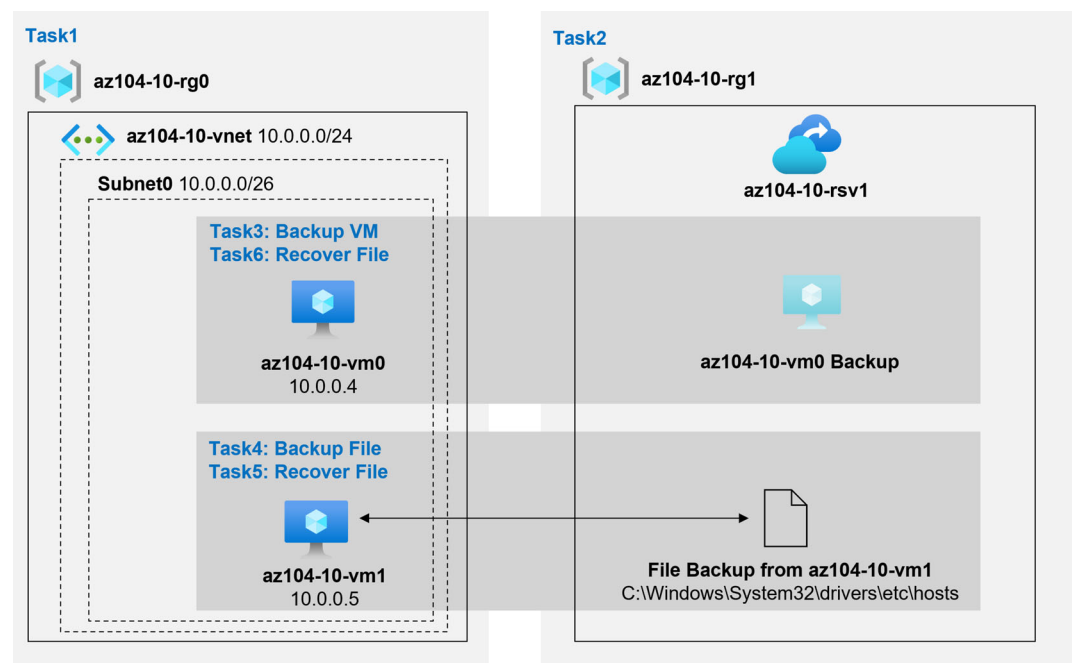 Task1
az104-10-rg0
az104-10-vnet 10.0.0.0/24
Subnet0 10.0.0.0/26
Task3: Backup VM
Task6: Recover File
az104-10-vm0
10.0.0.4
Task4: Backup File
Task5: Recover File
az104-10-vm1
10.0.0.5
Task2
az104-10-rg1
az104-10-rsv1
az104-10-vm0 Backup
File Backup from az104-10-vm1
C:\Windows\System32\drivers\etc\hosts